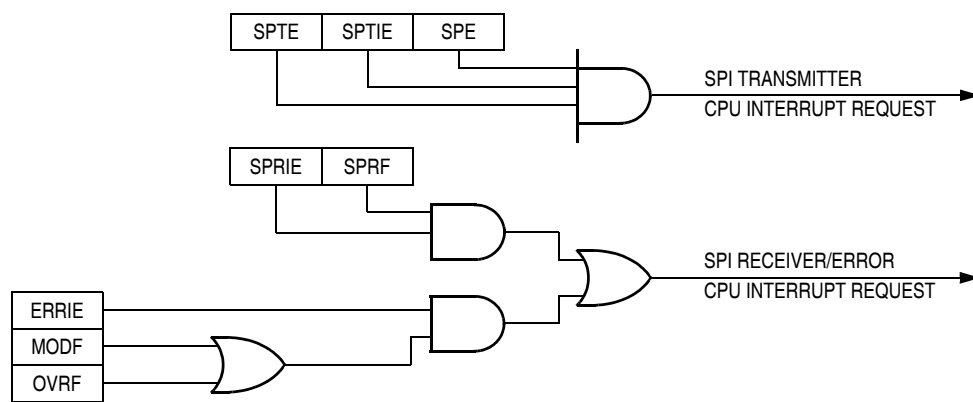 SPTE SPTIE SPE
SPI TRANSMITTER
CPU INTERRUPT REQUEST
SPRIE SPRF
SPI RECEIVER/ERROR
CPU INTERRUPT REQUEST
ERRIE
MODF
OVRF